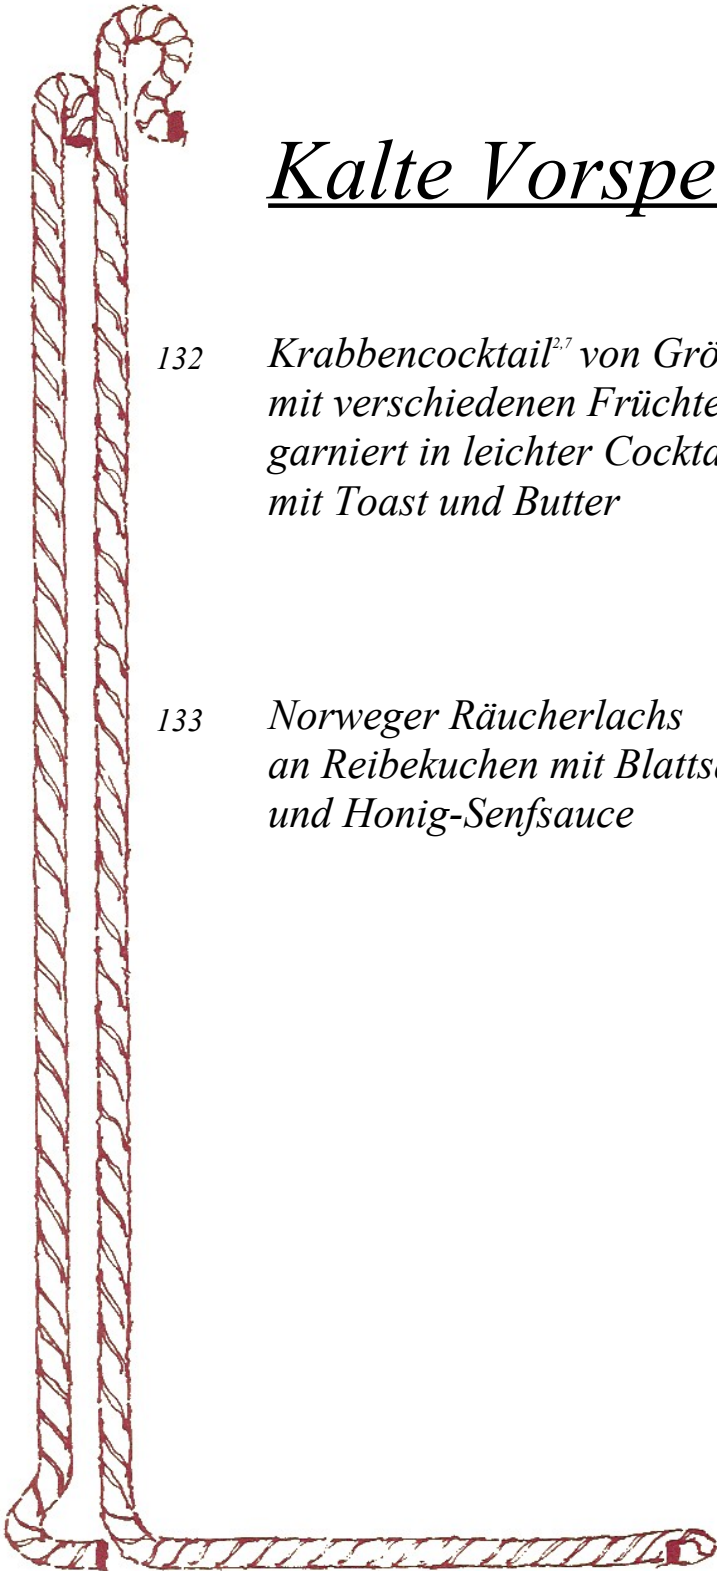 Kalte Vorspe
132 Krabbencocktail²,⁷ von Grö
mit verschiedenen Früchte
garniert in leichter Cockta
mit Toast und Butter
133 Norweger Räucherlachs
an Reibekuchen mit Blattsa
und Honig-Senfsauce